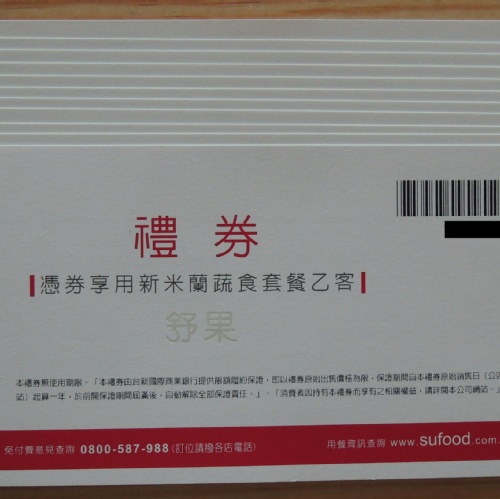 禮 券
憑券享用新米蘭蔬食套餐乙客
舒果
本禮券無使用期限。「本禮券由台新國際商業銀行提供限額履約保證，即以禮券原始出售價格為限，保證期間自本禮券原始銷售日（公
站）起算一年，於前開保證期間屆滿後，自動解除全部保證責任。」、「消費者因持有本禮券而享有之相關權益，請詳閱本公司網站。
免付費意見查詢 0800-587-988 (訂位請撥各店電話)
用餐資訊查詢 www.sufood.com